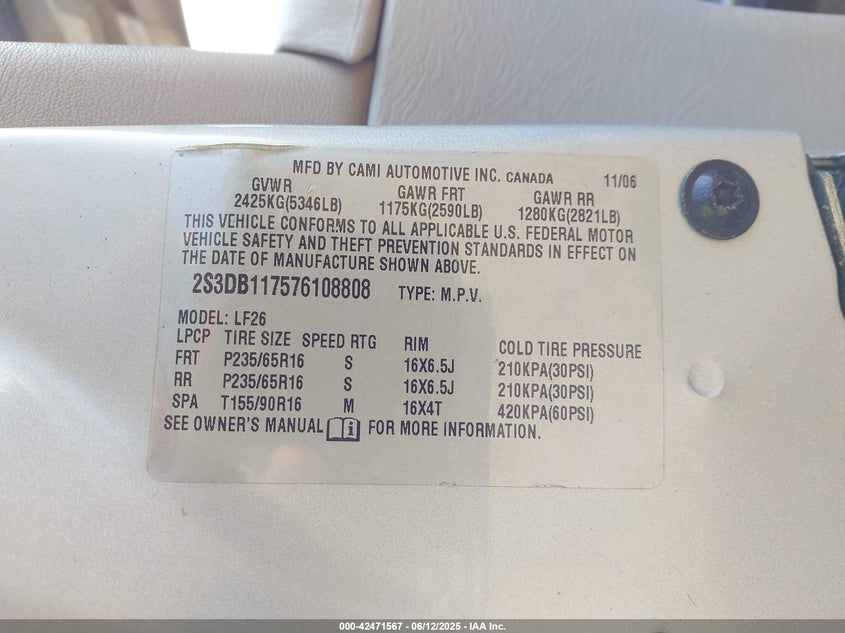 MFD BY CAMI AUTOMOTIVE INC. CANADA 11/06
GVWR GAWR FRT GAWR RR
2425KG(5346LB) 1175KG(2590LB) 1280KG(2821LB)
THIS VEHICLE CONFORMS TO ALL APPLICABLE U.S. FEDERAL MOTOR
VEHICLE SAFETY AND THEFT PREVENTION STANDARDS IN EFFECT ON
THE DATE OF MANUFACTURE SHOWN ABOVE.
2S3DB117576108808 TYPE: M.P.V.
MODEL: LF26
LPCP TIRE SIZE SPEED RTG RIM COLD TIRE PRESSURE
FRT P235/65R16 S 16X6.5J 210KPA(30PSI)
RR P235/65R16 S 16X6.5J 210KPA(30PSI)
SPA T155/90R16 M 16X4T 420KPA(60PSI)
SEE OWNER'S MANUAL i FOR MORE INFORMATION.
000-42471567 - 06/12/2025 - IAA Inc.